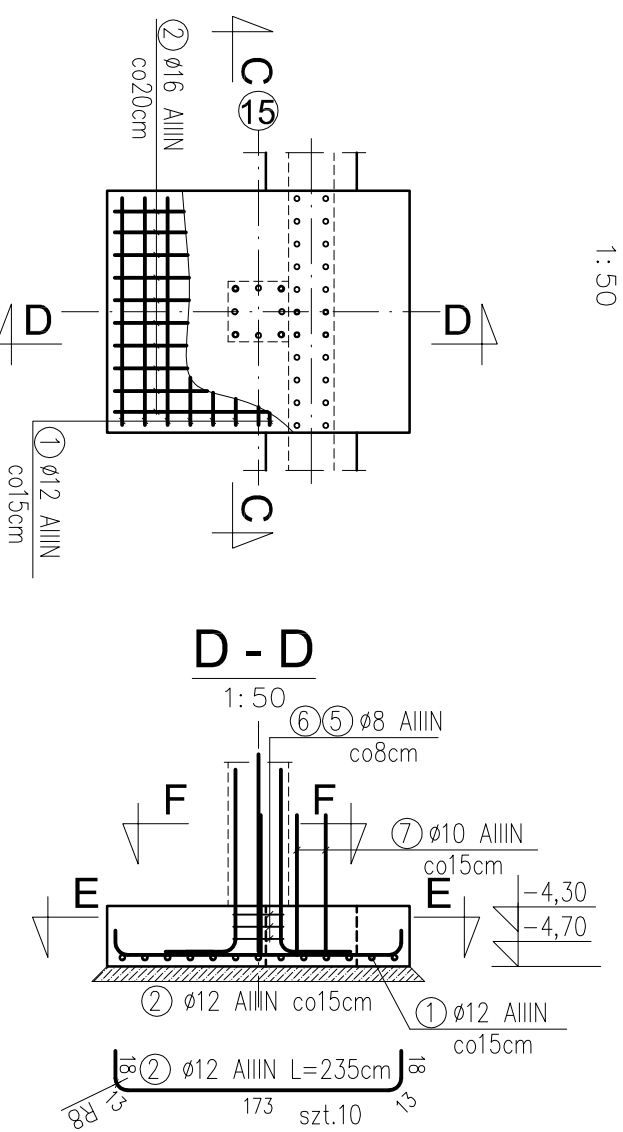 1:50
② ø16 AIIIN
co20cm
C
15
D
D
① ø12 AIIIN
co15cm
C
D - D
1:50
⑥⑤ ø8 AIIIN
co8cm
F
F
⑦ ø10 AIIIN
co15cm
E
E
-4,30
-4,70
② ø12 AIIIN co15cm
① ø12 AIIIN
co15cm
18
② ø12 AIIIN L=235cm
18
R8
13
173
13
szt.10